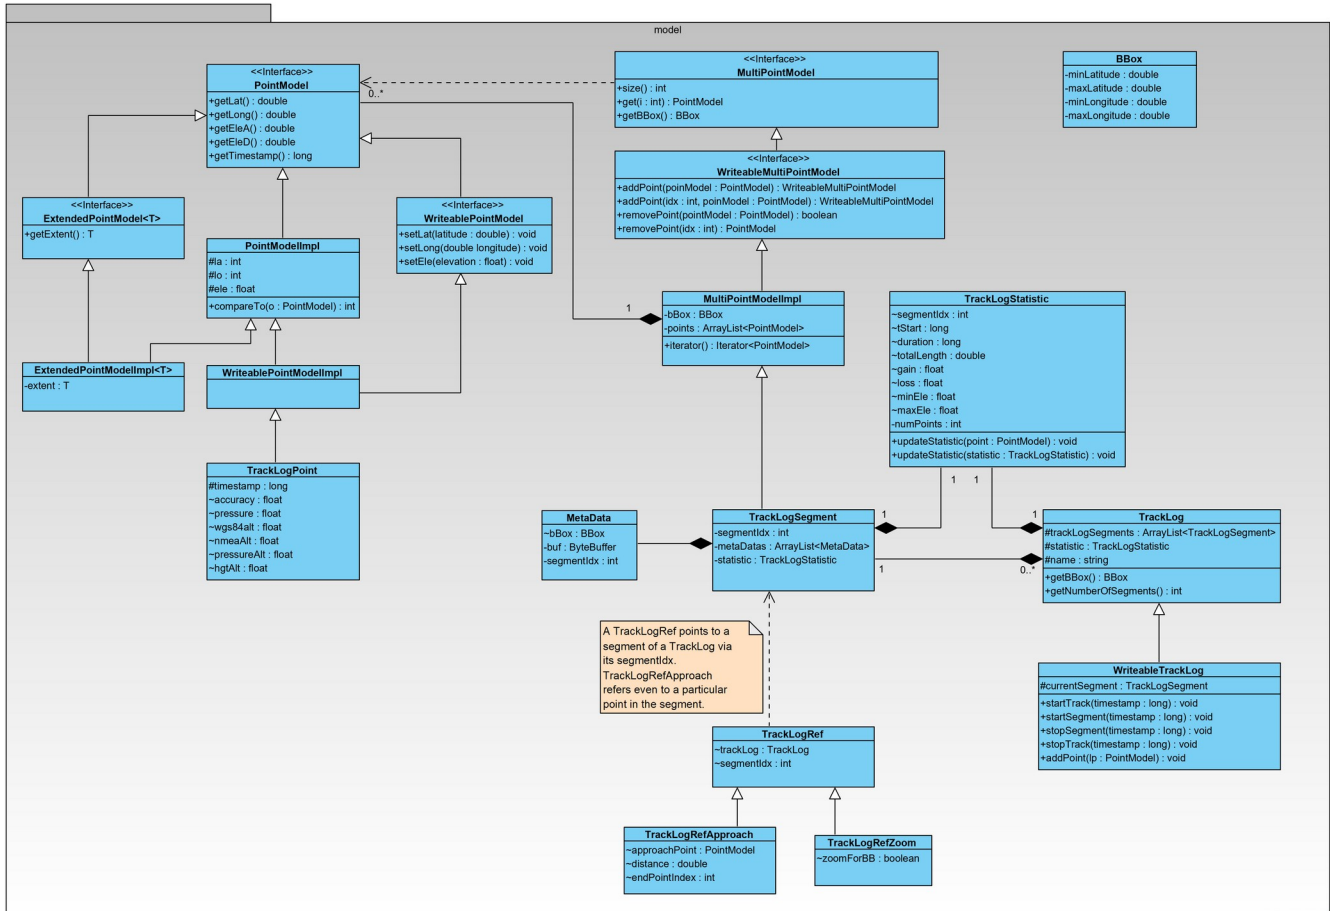 model
<<Interface>>
PointModel
+getLat() : double
+getLong() : double
+getEleA() : double
+getEleD() : double
+getTimestamp() : long
0..*
<<Interface>>
MultiPointModel
+size() : int
+get(i : int) : PointModel
+getBBox() : BBox
BBox
-minLatitude : double
-maxLatitude : double
-minLongitude : double
-maxLongitude : double
<<Interface>>
WriteableMultiPointModel
+addPoint(poinModel : PointModel) : WriteableMultiPointModel
+addPoint(idx : int, poinModel : PointModel) : WriteableMultiPointModel
+removePoint(pointModel : PointModel) : boolean
+removePoint(idx : int) : PointModel
<<Interface>>
ExtendedPointModel<T>
+getExtent() : T
<<Interface>>
WriteablePointModel
+setLat(latitude : double) : void
+setLong(double longitude) : void
+setEle(elevation : float) : void
PointModelImpl
#la : int
#lo : int
#ele : float
+compareTo(o : PointModel) : int
1
MultiPointModelImpl
-bBox : BBox
-points : ArrayList<PointModel>
+iterator() : Iterator<PointModel>
TrackLogStatistic
~segmentIdx : int
~tStart : long
~duration : long
~totalLength : double
~gain : float
~loss : float
~minEle : float
~maxEle : float
-numPoints : int
+updateStatistic(point : PointModel) : void
+updateStatistic(statistic : TrackLogStatistic) : void
ExtendedPointModelImpl<T>
-extent : T
WriteablePointModelImpl
TrackLogPoint
#timestamp : long
~accuracy : float
~pressure : float
~wgs84alt : float
~nmeaAlt : float
~pressureAlt : float
~hgtAlt : float
1
1
MetaData
~bBox : BBox
-buf : ByteBuffer
-segmentIdx : int
TrackLogSegment
-segmentIdx : int
-metaDatas : ArrayList<MetaData>
-statistic : TrackLogStatistic
1
1
1
0..*
TrackLog
#trackLogSegments : ArrayList<TrackLogSegment>
#statistic : TrackLogStatistic
#name : string
+getBBox() : BBox
+getNumberOfSegments() : int
A TrackLogRef points to a
segment of a TrackLog via
its segmentIdx.
TrackLogRefApproach
refers even to a particular
point in the segment.
WriteableTrackLog
#currentSegment : TrackLogSegment
+startTrack(timestamp : long) : void
+startSegment(timestamp : long) : void
+stopSegment(timestamp : long) : void
+stopTrack(timestamp : long) : void
+addPoint(lp : PointModel) : void
TrackLogRef
~trackLog : TrackLog
~segmentIdx : int
TrackLogRefApproach
~approachPoint : PointModel
~distance : double
~endPointIndex : int
TrackLogRefZoom
~zoomForBB : boolean